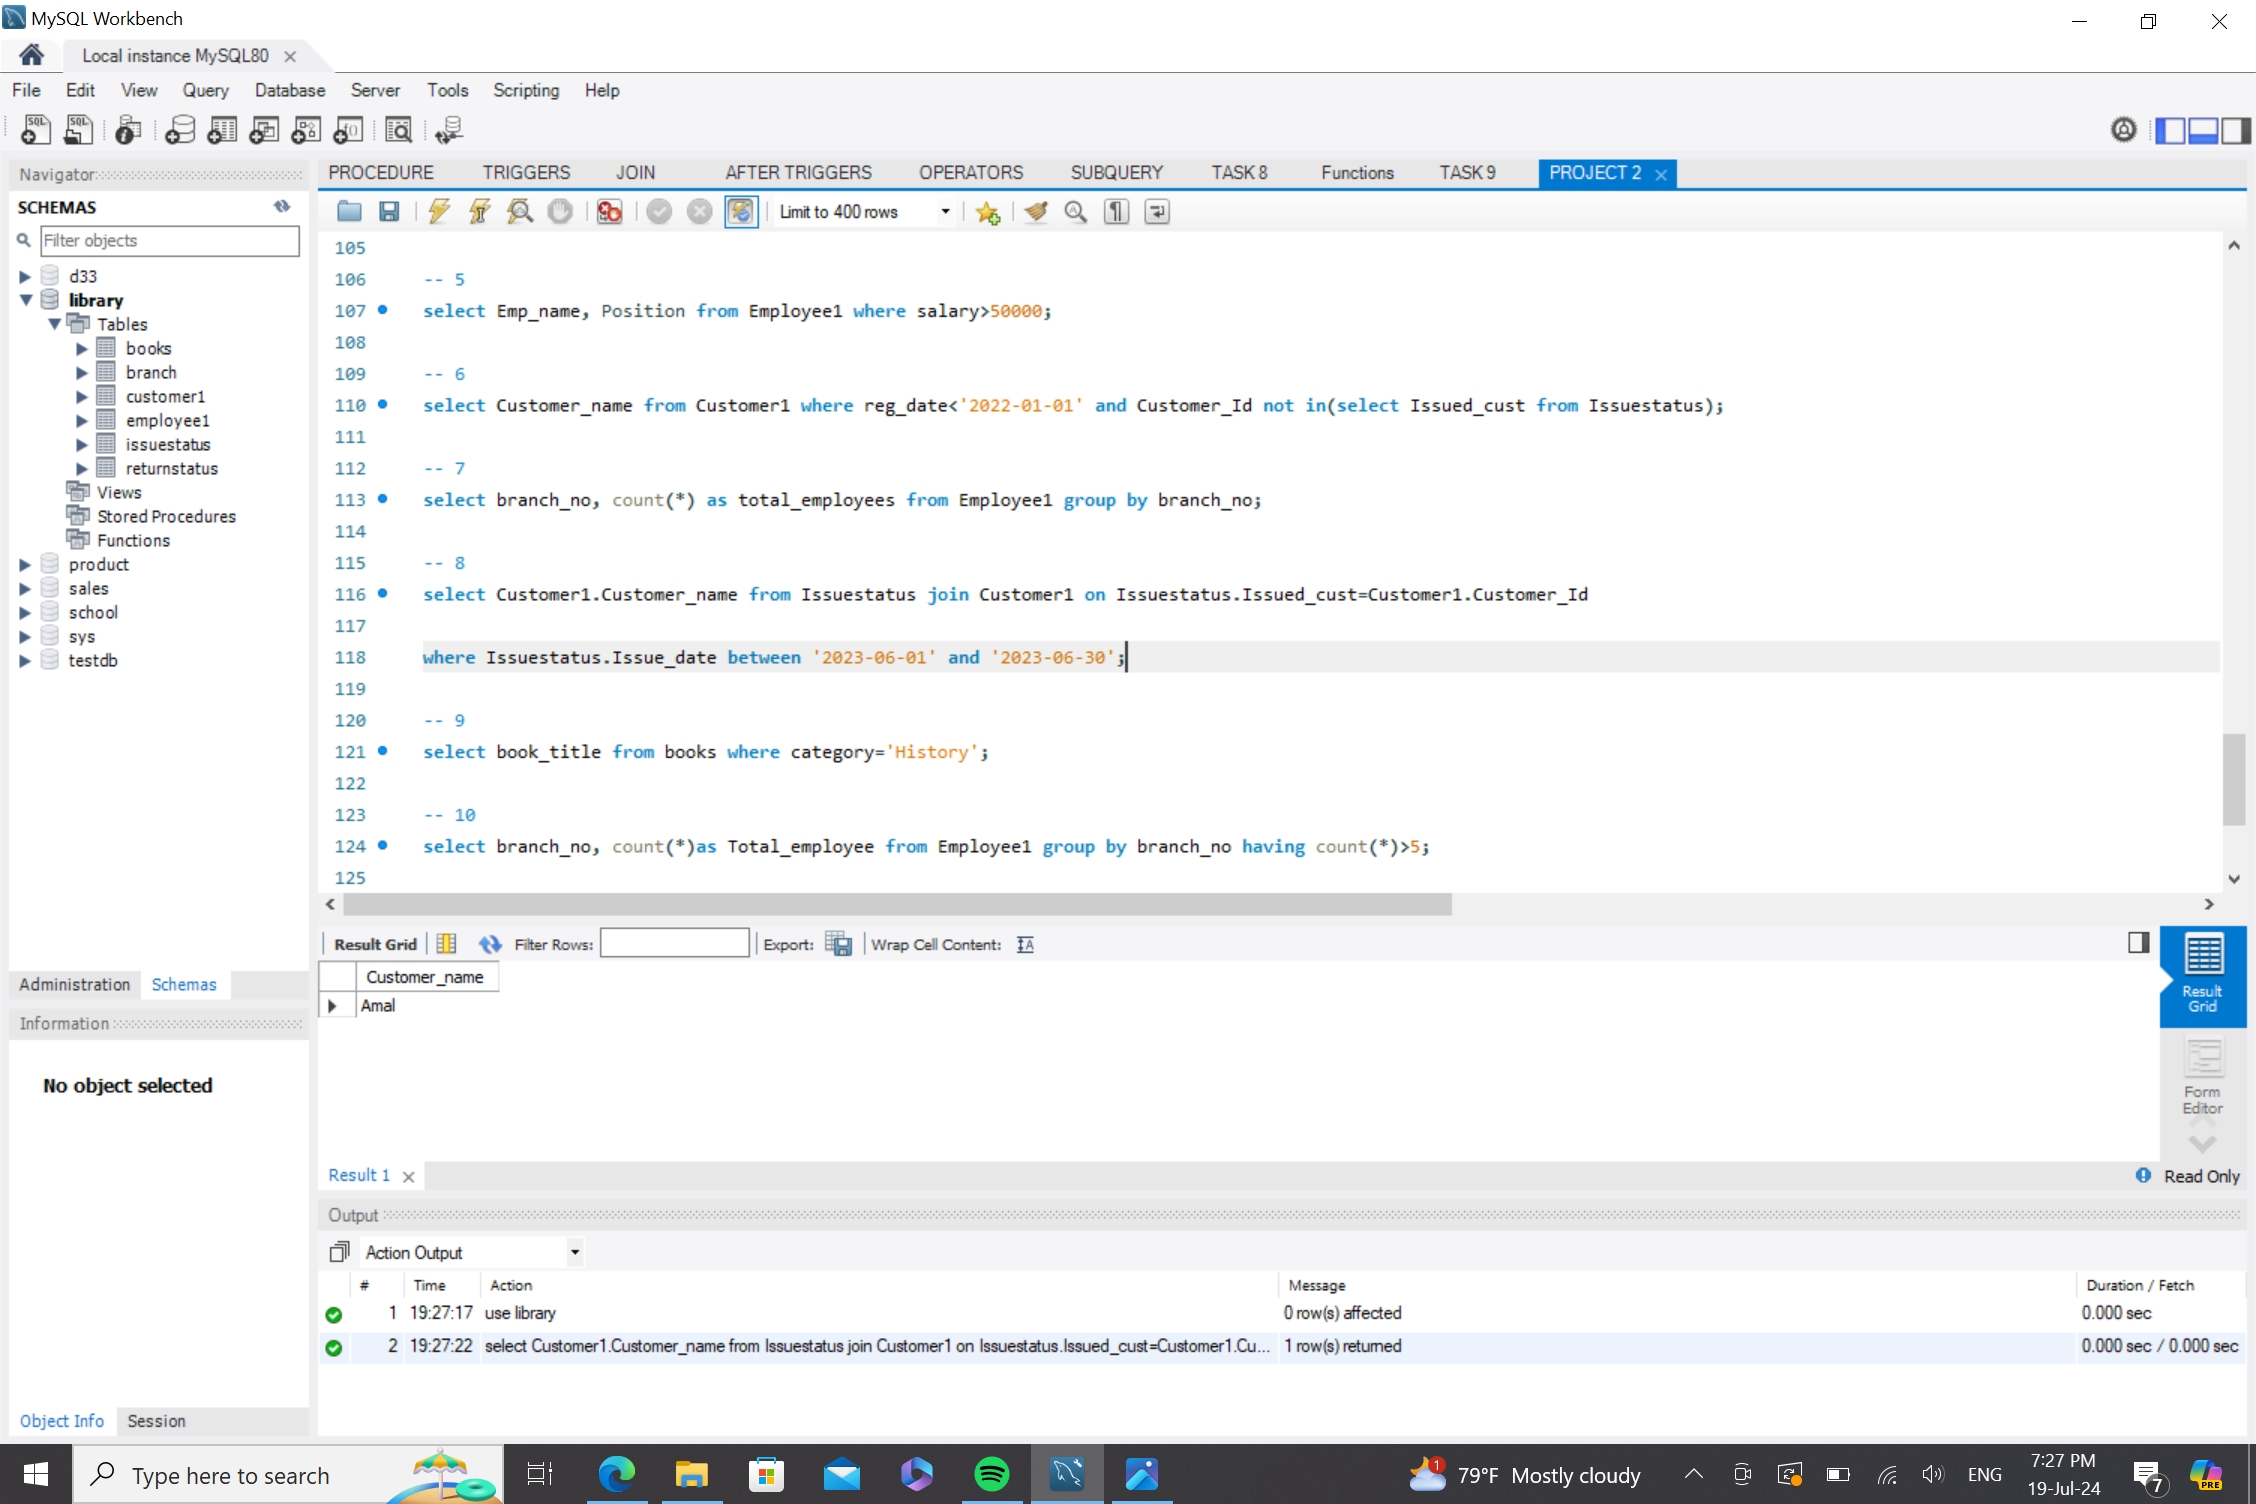 MySQL Workbench
Local instance MySQL80
File Edit View Query Database Server Tools Scripting Help
Navigator
SCHEMAS
Filter objects
d33
library
Tables
books
branch
customer1
employee1
issuestatus
returnstatus
Views
Stored Procedures
Functions
product
sales
school
sys
testdb
Administration Schemas
Information
No object selected
Object Info Session
PROCEDURE TRIGGERS JOIN AFTER TRIGGERS OPERATORS SUBQUERY TASK 8 Functions TASK 9 PROJECT 2
Limit to 400 rows
105
106 -- 5
107 select Emp_name, Position from Employee1 where salary>50000;
108
109 -- 6
110 select Customer_name from Customer1 where reg_date<'2022-01-01' and Customer_Id not in(select Issued_cust from Issuestatus);
111
112 -- 7
113 select branch_no, count(*) as total_employees from Employee1 group by branch_no;
114
115 -- 8
116 select Customer1.Customer_name from Issuestatus join Customer1 on Issuestatus.Issued_cust=Customer1.Customer_Id
117
118 where Issuestatus.Issue_date between '2023-06-01' and '2023-06-30';
119
120 -- 9
121 select book_title from books where category='History';
122
123 -- 10
124 select branch_no, count(*)as Total_employee from Employee1 group by branch_no having count(*)>5;
125
Result Grid Filter Rows: Export: Wrap Cell Content:
Customer_name
Amal
Result Grid
Form Editor
Result 1
Read Only
Output
Action Output
# Time Action Message Duration / Fetch
1 19:27:17 use library 0 row(s) affected 0.000 sec
2 19:27:22 select Customer1.Customer_name from Issuestatus join Customer1 on Issuestatus.Issued_cust=Customer1.Cu... 1 row(s) returned 0.000 sec / 0.000 sec
Type here to search
1
79°F Mostly cloudy
ENG
7:27 PM
19-Jul-24
7
PRE